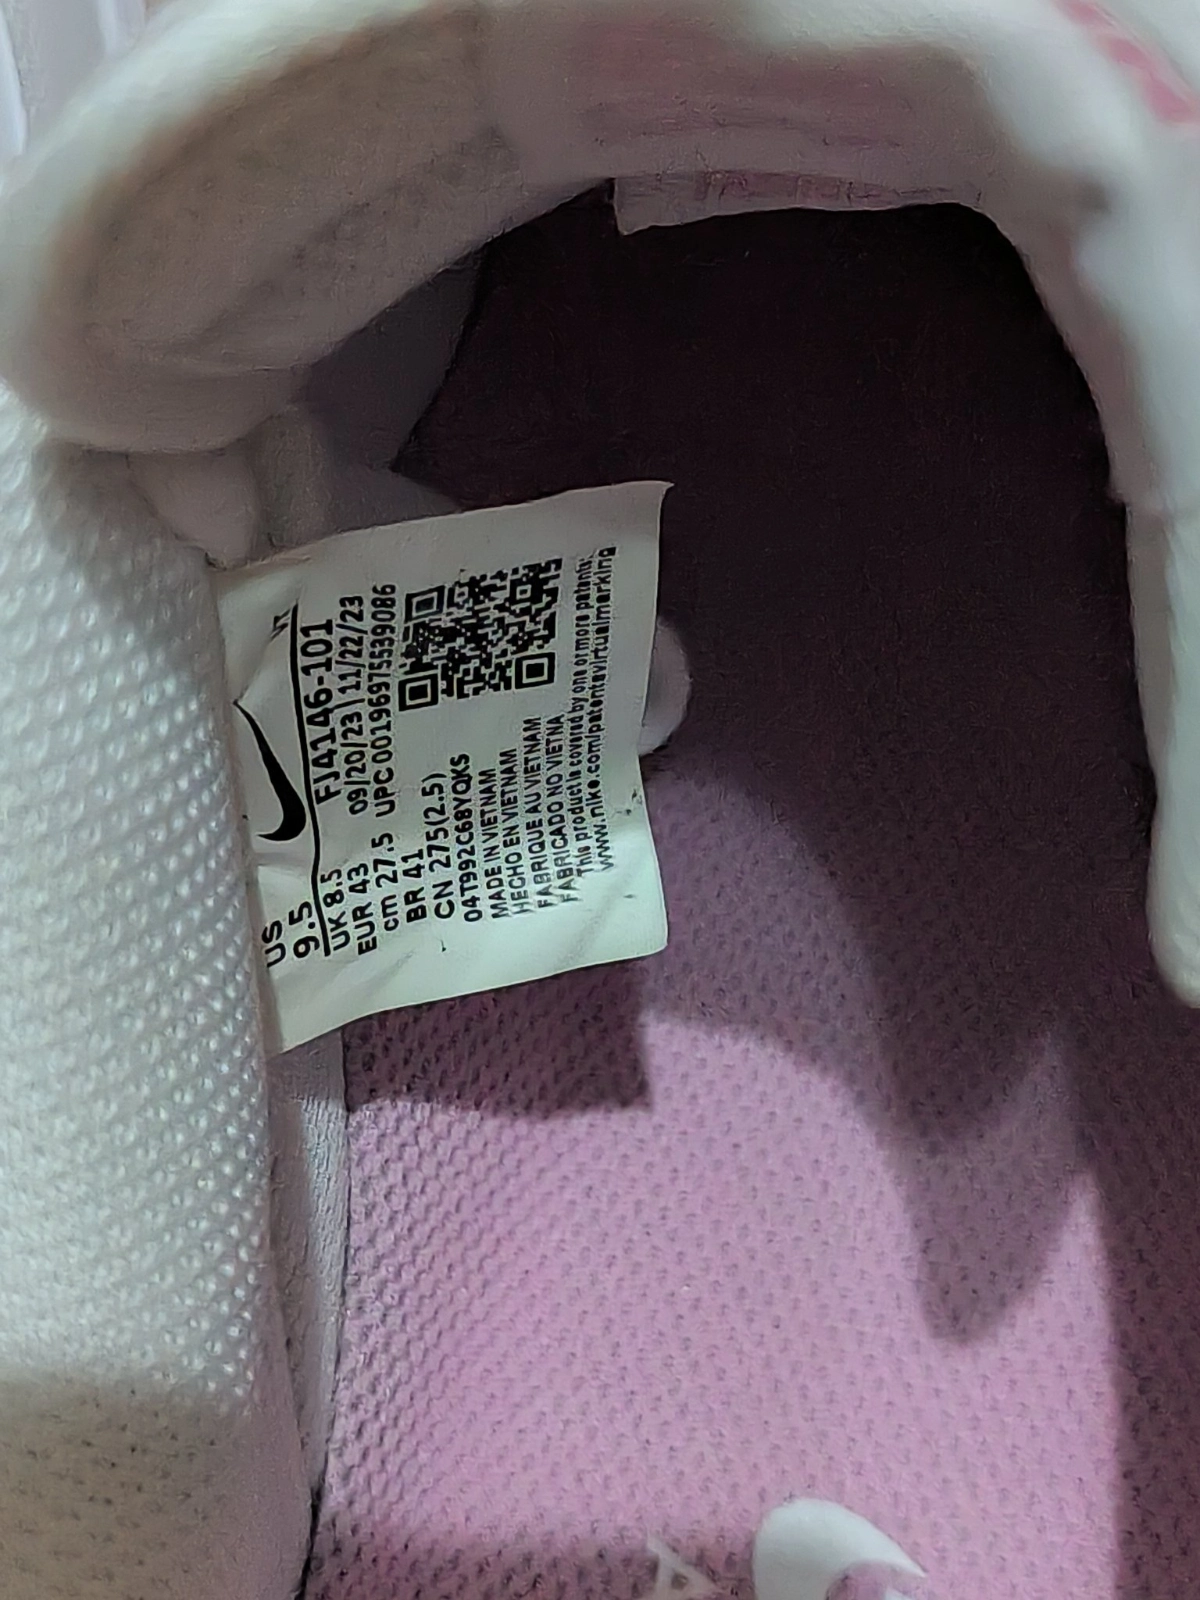 US
9.5
UK 8.5 FJ4146-101
EUR 43 09/20/23 | 11/22/23
cm 27.5 UPC 00196975539086
BR 41
CN 275(2.5)
04T992C68YQKS
MADE IN VIETNAM
HECHO EN VIETNAM
FABRIQUE AU VIETNAM
FABRICADO NO VIETNA
This product is covered by one or more patents.
www.nike.com/patentavirtualmarking